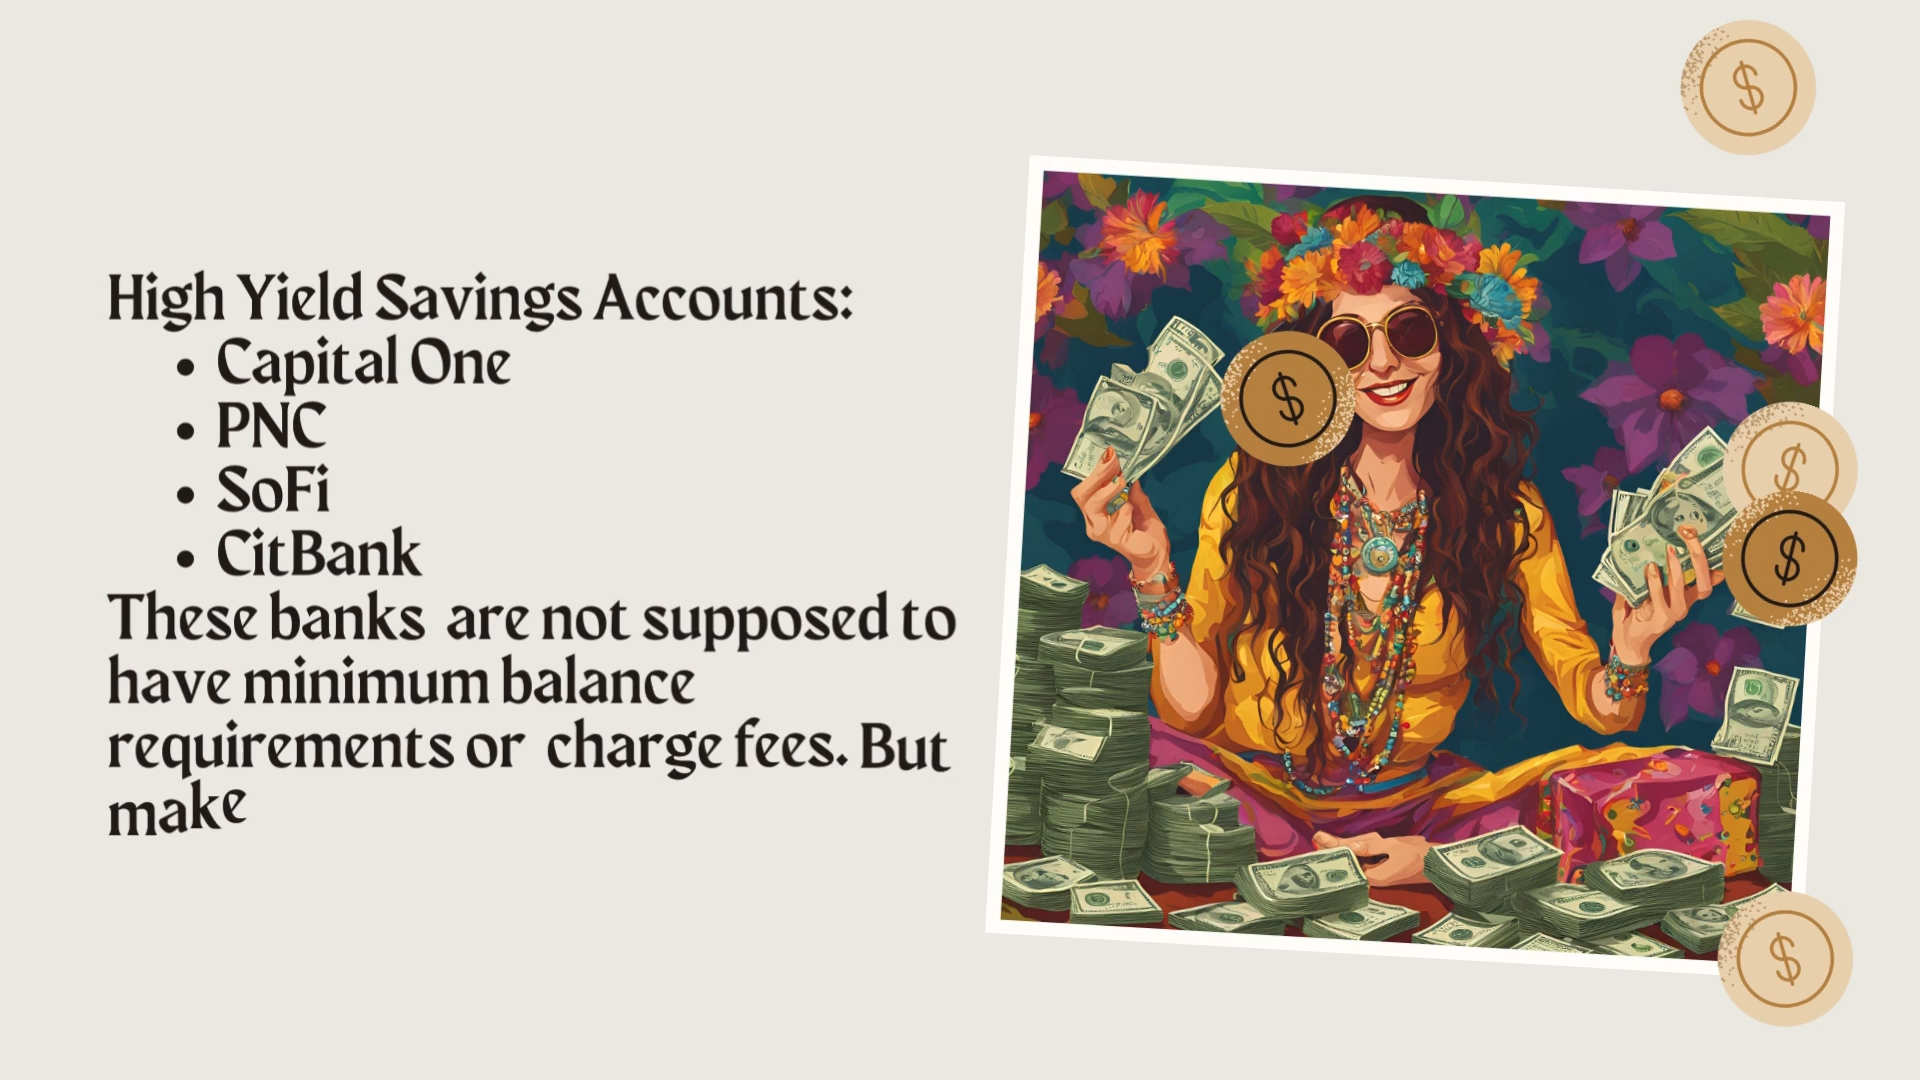 High Yield Savings Accounts:
• Capital One
• PNC
• SoFi
• CitBank
These banks  are not supposed to
have minimum balance
requirements or  charge fees. But
make
$
$
$
$
$